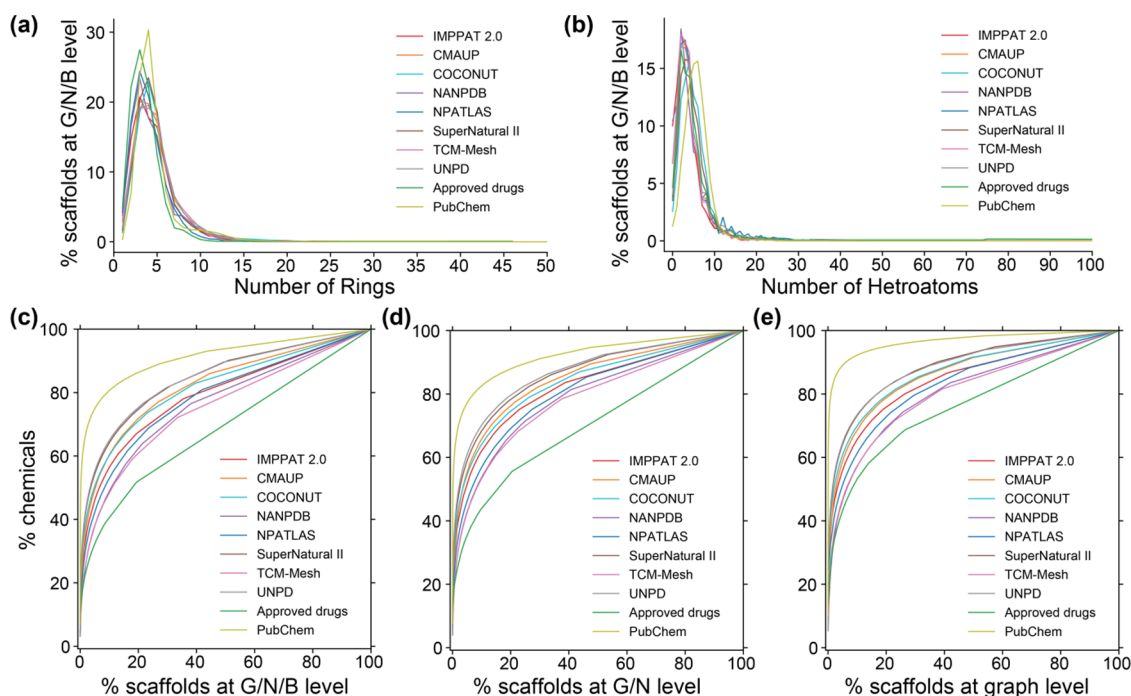 (a)
% scaffolds at G/N/B level
30
20
10
0
0 5 10 15 20 25 30 35 40 45 50
Number of Rings
IMPPAT 2.0
CMAUP
COCONUT
NANPDB
NPATLAS
SuperNatural II
TCM-Mesh
UNPD
Approved drugs
PubChem
(b)
% scaffolds at G/N/B level
15
10
5
0
0 10 20 30 40 50 60 70 80 90 100
Number of Hetroatoms
IMPPAT 2.0
CMAUP
COCONUT
NANPDB
NPATLAS
SuperNatural II
TCM-Mesh
UNPD
Approved drugs
PubChem
(c)
% chemicals
100
80
60
40
20
0
0 20 40 60 80 100
% scaffolds at G/N/B level
IMPPAT 2.0
CMAUP
COCONUT
NANPDB
NPATLAS
SuperNatural II
TCM-Mesh
UNPD
Approved drugs
PubChem
(d)
100
80
60
40
20
0
0 20 40 60 80 100
% scaffolds at G/N level
IMPPAT 2.0
CMAUP
COCONUT
NANPDB
NPATLAS
SuperNatural II
TCM-Mesh
UNPD
Approved drugs
PubChem
(e)
100
80
60
40
20
0
0 20 40 60 80 100
% scaffolds at graph level
IMPPAT 2.0
CMAUP
COCONUT
NANPDB
NPATLAS
SuperNatural II
TCM-Mesh
UNPD
Approved drugs
PubChem